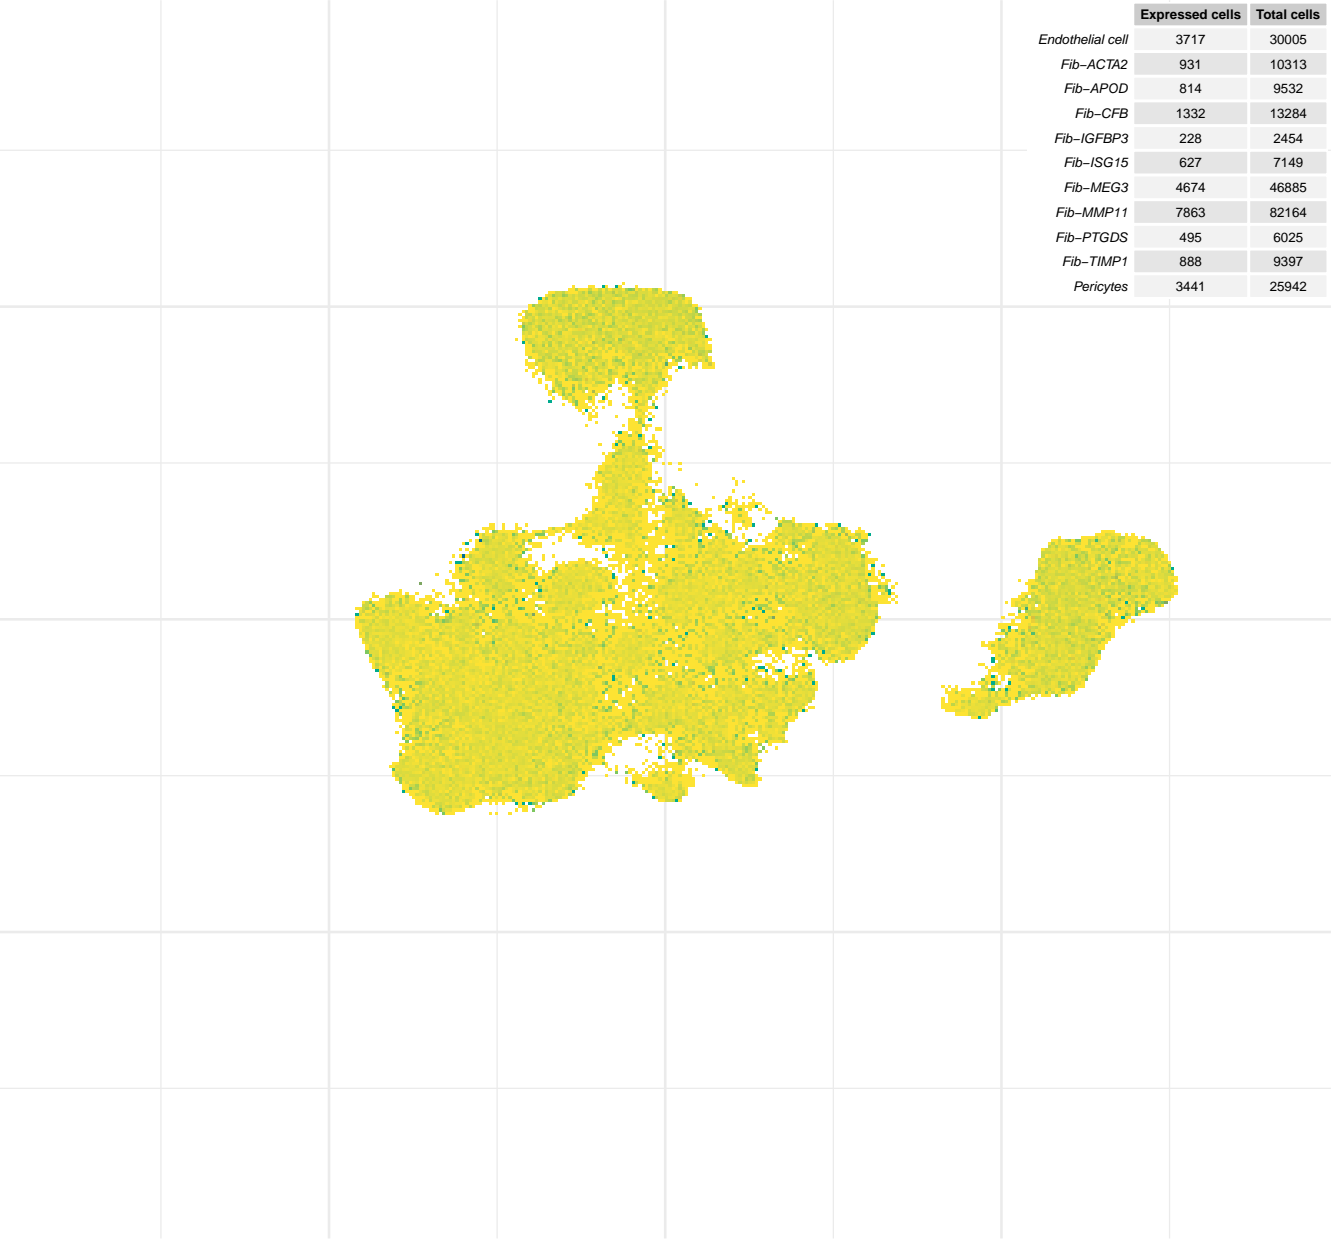 Expressed cells Total cells
Endothelial cell 3717 30005
Fib−ACTA2 931 10313
Fib−APOD 814 9532
Fib−CFB 1332 13284
Fib−IGFBP3 228 2454
Fib−ISG15 627 7149
Fib−MEG3 4674 46885
Fib−MMP11 7863 82164
Fib−PTGDS 495 6025
Fib−TIMP1 888 9397
Pericytes 3441 25942